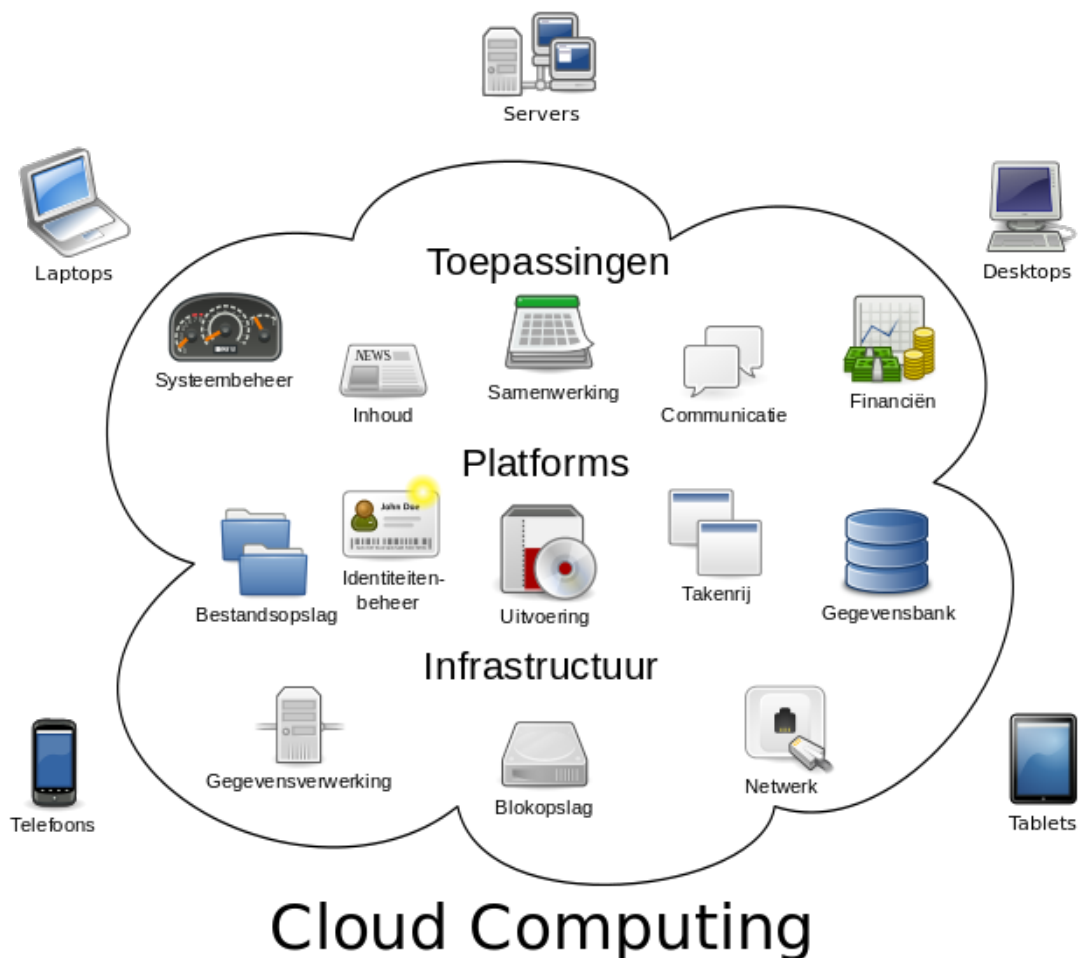 Servers
Laptops
Desktops
Toepassingen
Systeembeheer
NEWS
Inhoud
Samenwerking
Communicatie
Financiën
Platforms
John Doe
Bestandsopslag
Identiteiten-
beheer
Uitvoering
Takenrij
Gegevensbank
Infrastructuur
Gegevensverwerking
Blokopslag
Netwerk
Telefoons
Tablets
Cloud Computing